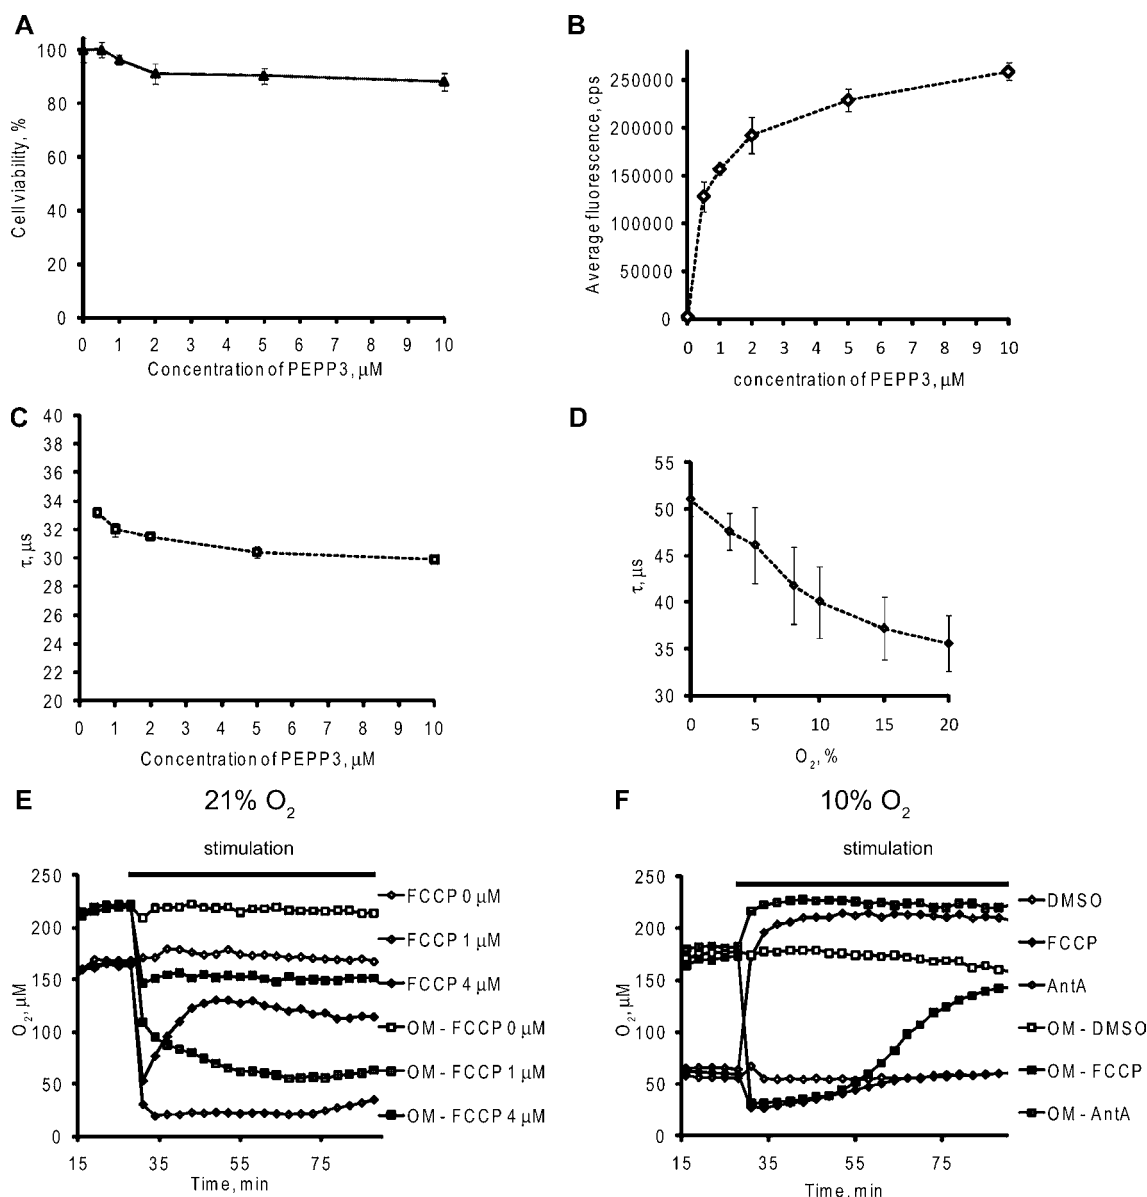 A
Cell viability, %
100
80
60
40
20
0
0 1 2 3 4 5 6 7 8 9 10
Concentration of PEPP3, µM
B
Average fluorescence, cps
250000
200000
150000
100000
50000
0
0 1 2 3 4 5 6 7 8 9 10
concentration of PEPP3, µM
C
τ, µs
40
38
36
34
32
30
28
26
24
22
20
0 1 2 3 4 5 6 7 8 9 10
Concentration of PEPP3, µM
D
τ, µs
55
50
45
40
35
30
0 5 10 15 20
O2, %
E
21% O2
stimulation
O2, µM
250
200
150
100
50
0
15 35 55 75
Time, min
FCCP 0 µM
FCCP 1 µM
FCCP 4 µM
OM - FCCP 0 µM
OM - FCCP 1 µM
OM - FCCP 4 µM
F
10% O2
stimulation
O2, µM
250
200
150
100
50
0
15 35 55 75
Time, min
DMSO
FCCP
AntA
OM - DMSO
OM - FCCP
OM - AntA